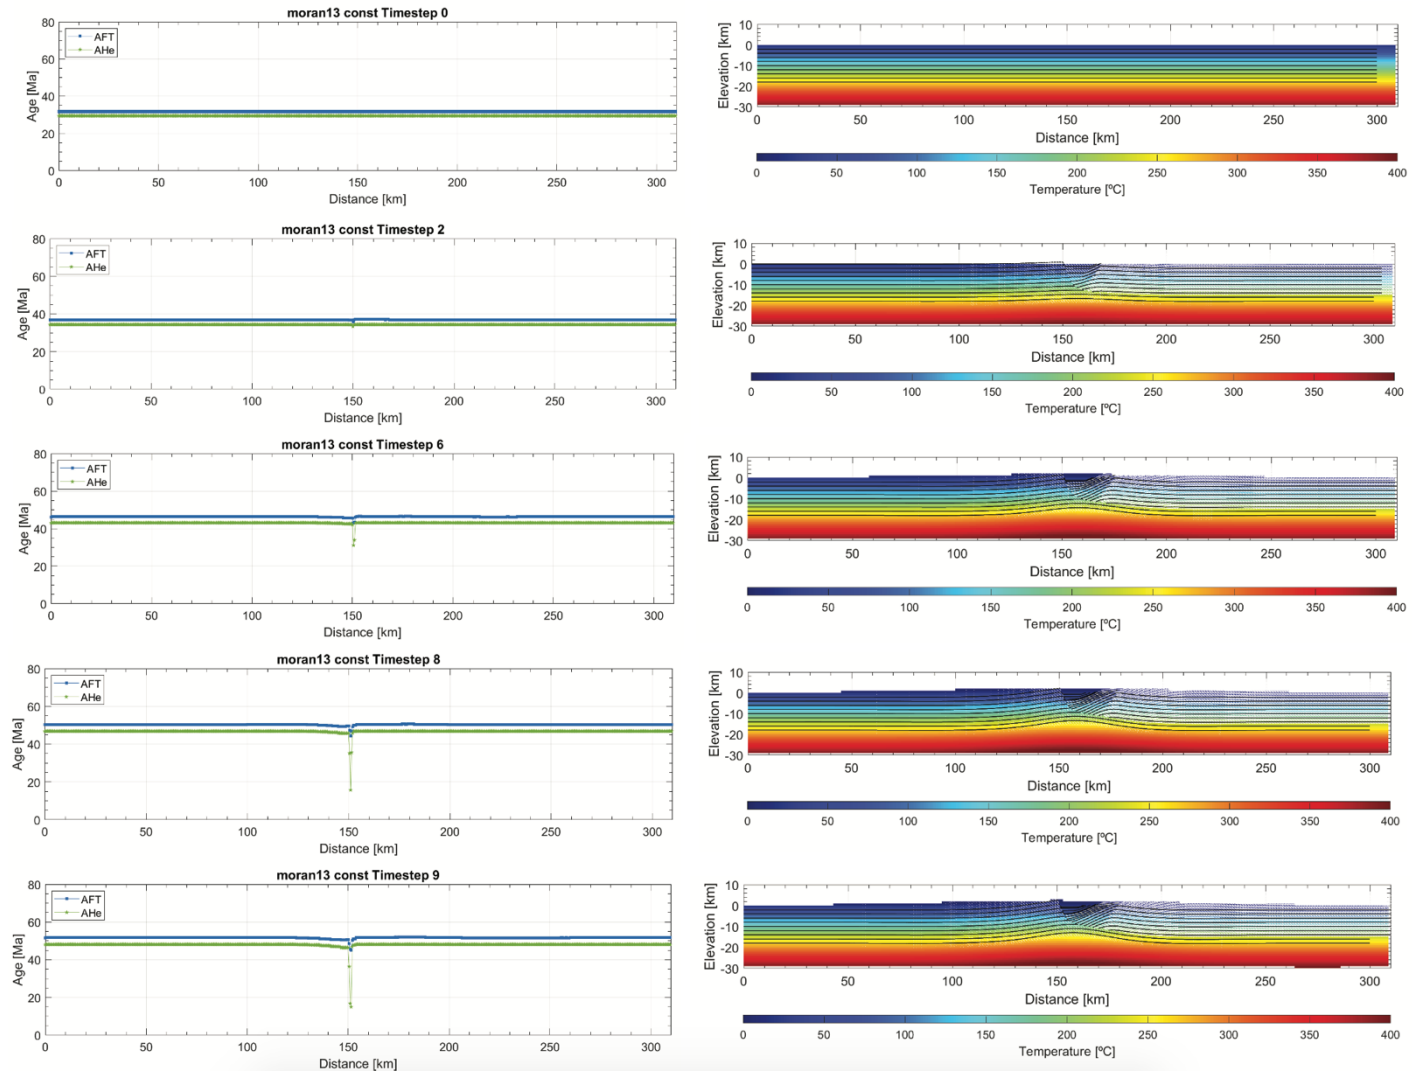 moran13 const Timestep 0
80
60
40
20
0
Age [Ma]
AFT
AHe
0 50 100 150 200 250 300
Distance [km]
10
0
-10
-20
-30
Elevation [km]
0 100 150 200 250 300
Distance [km]
0 50 100 150 200 250 300 350 400
Temperature [ºC]
moran13 const Timestep 2
80
60
40
20
0
Age [Ma]
AFT
AHe
0 50 100 150 200 250 300
Distance [km]
10
0
-10
-20
-30
Elevation [km]
0 50 100 150 200 250 300
Distance [km]
0 50 100 150 200 250 300 350 400
Temperature [ºC]
moran13 const Timestep 6
80
60
40
20
0
Age [Ma]
AFT
AHe
0 50 100 150 200 250 300
Distance [km]
10
0
-10
-20
-30
Elevation [km]
0 50 100 150 200 250 300
Distance [km]
0 50 100 150 200 250 300 350 400
Temperature [ºC]
moran13 const Timestep 8
80
60
40
20
0
Age [Ma]
AFT
AHe
0 50 100 150 200 250 300
Distance [km]
10
0
-10
-20
-30
Elevation [km]
0 50 100 150 200 250 300
Distance [km]
0 50 100 150 200 250 300 350 400
Temperature [ºC]
moran13 const Timestep 9
80
60
40
20
0
Age [Ma]
AFT
AHe
0 50 100 150 200 250 300
Distance [km]
10
0
-10
-20
-30
Elevation [km]
0 50 100 150 200 250 300
Distance [km]
0 50 100 150 200 250 300 350 400
Temperature [ºC]